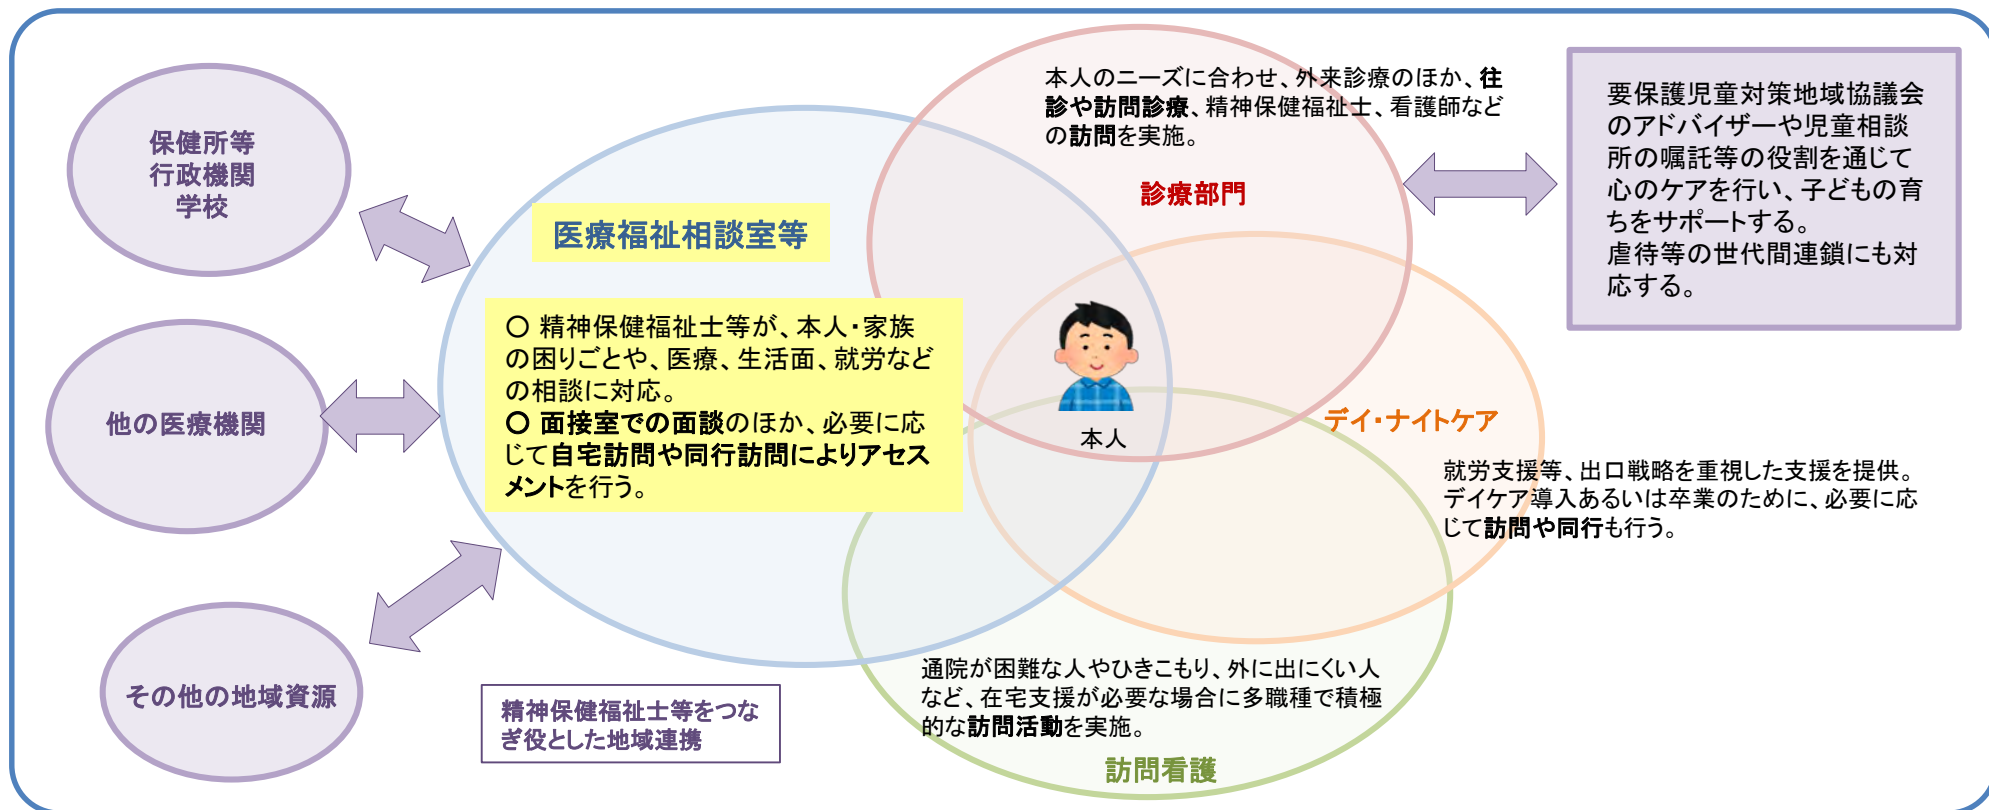 保健所等
行政機関
学校
他の医療機関
その他の地域資源
医療福祉相談室等
〇 精神保健福祉士等が、本人・家族
の困りごとや、医療、生活面、就労など
の相談に対応。
〇 面接室での面談のほか、必要に応
じて自宅訪問や同行訪問によりアセス
メントを行う。
精神保健福祉士等をつな
ぎ役とした地域連携
本人のニーズに合わせ、外来診療のほか、往
診や訪問診療、精神保健福祉士、看護師など
の訪問を実施。
診療部門
本人
デイ・ナイトケア
就労支援等、出口戦略を重視した支援を提供。
デイケア導入あるいは卒業のために、必要に応
じて訪問や同行も行う。
通院が困難な人やひきこもり、外に出にくい人
など、在宅支援が必要な場合に多職種で積極
的な訪問活動を実施。
訪問看護
要保護児童対策地域協議会
のアドバイザーや児童相談
所の嘱託等の役割を通じて
心のケアを行い、子どもの育
ちをサポートする。
虐待等の世代間連鎖にも対
応する。